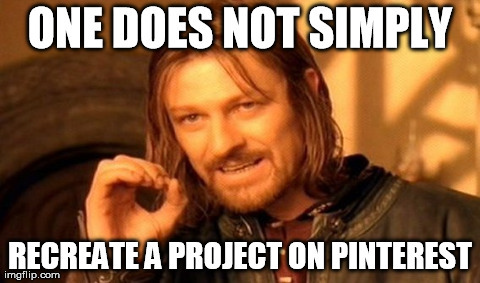 ONE DOES NOT SIMPLY
RECREATE A PROJECT ON PINTEREST
imgflip.com